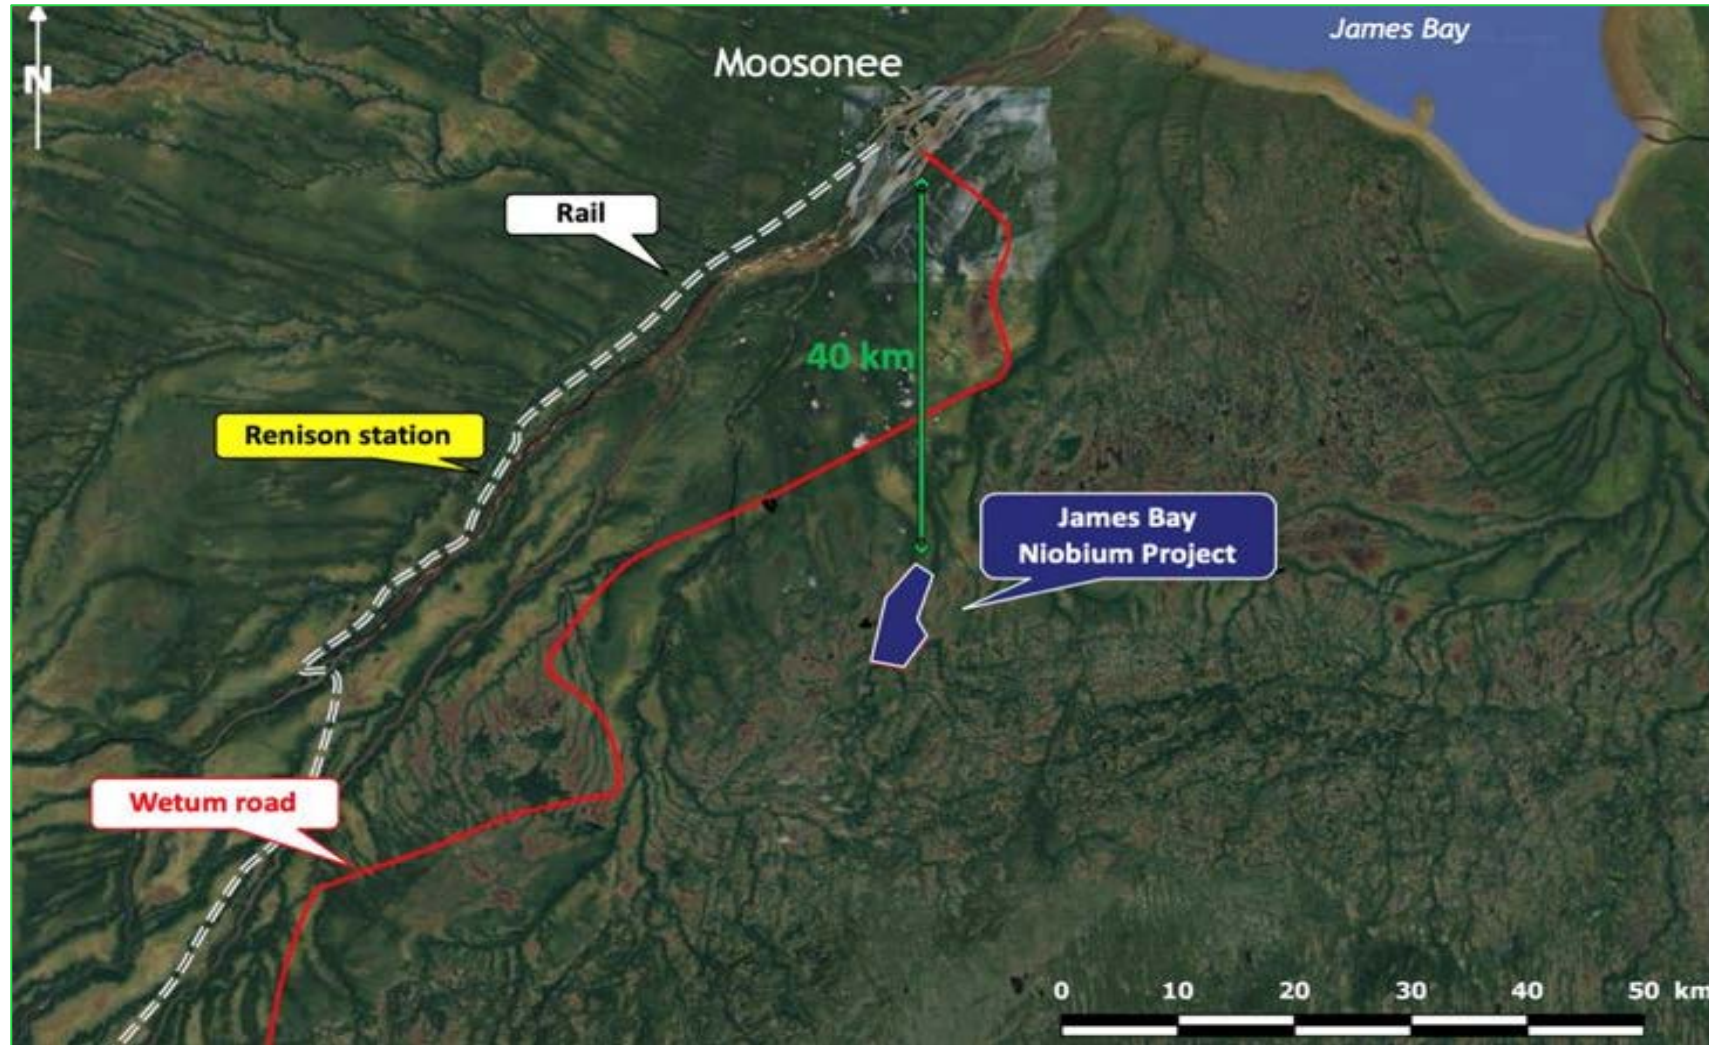 James Bay
Moosonee
N
Rail
40 km
Renison station
James Bay
Niobium Project
Wetum road
0 10 20 30 40 50 km